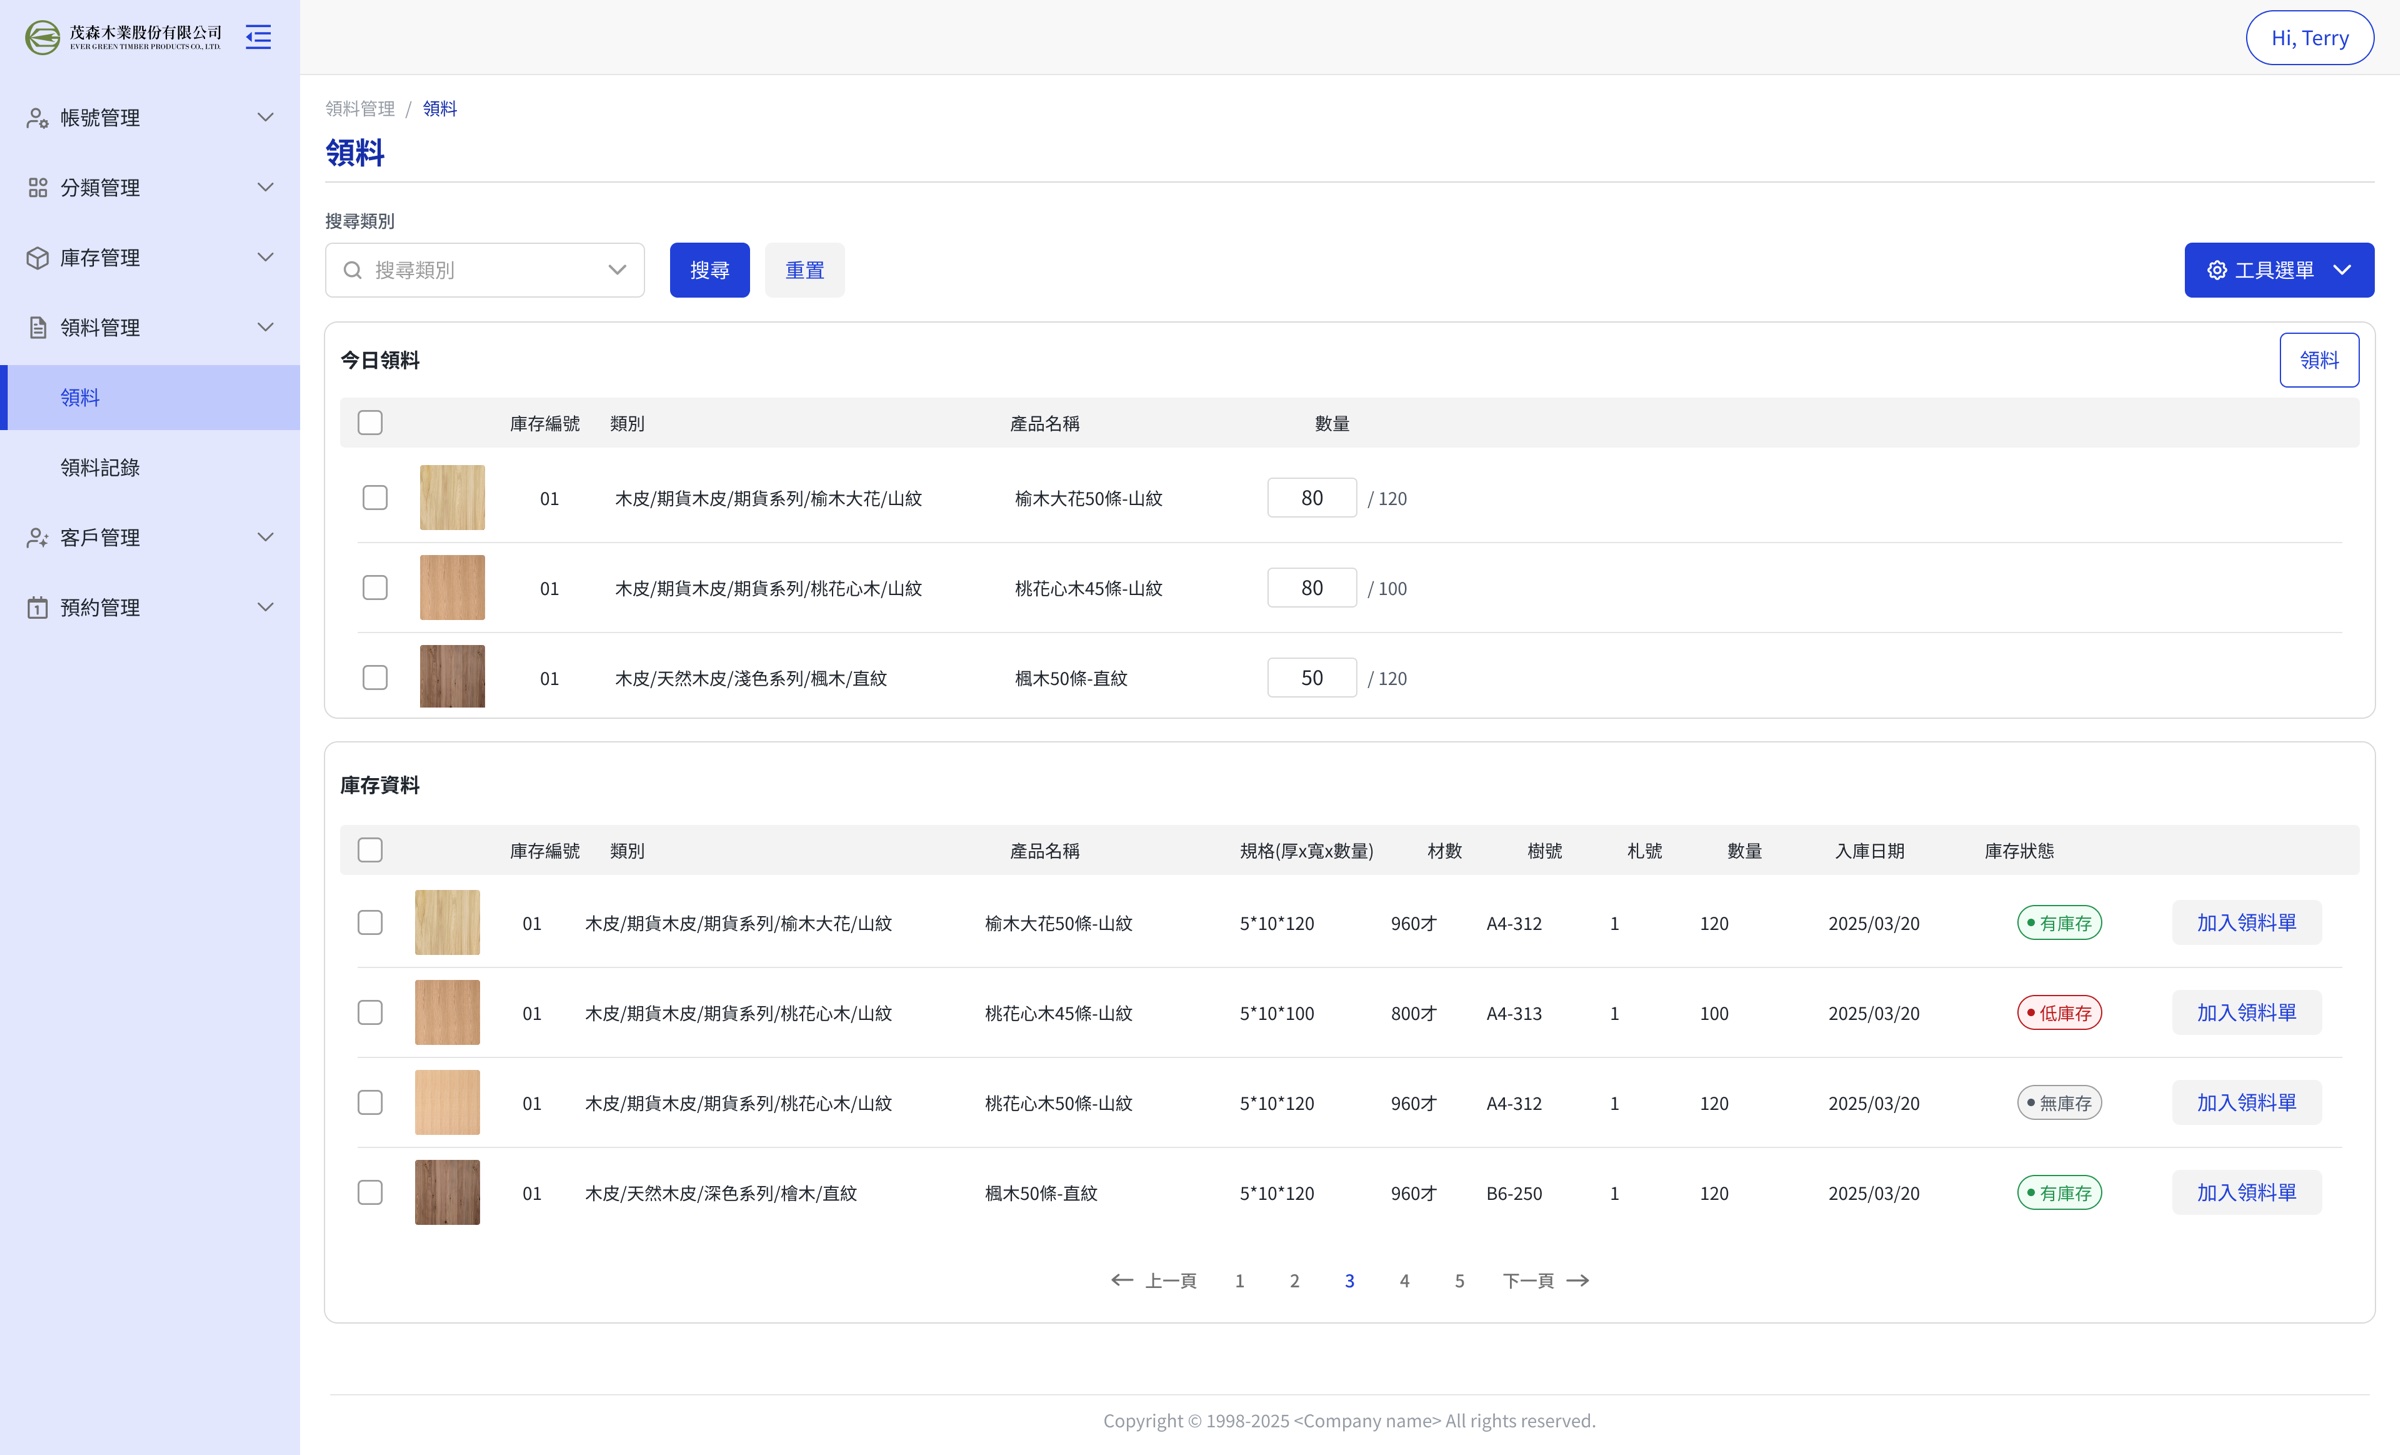 茂森木業股份有限公司
EVER GREEN TIMBER PRODUCTS CO., LTD.
Hi, Terry
帳號管理
分類管理
庫存管理
領料管理
領料
領料記錄
客戶管理
預約管理
領料管理 / 領料
領料
搜尋類別
搜尋類別
搜尋
重置
工具選單
今日領料
領料
庫存編號 類別 產品名稱 數量
01 木皮/期貨木皮/期貨系列/榆木大花/山紋 榆木大花50條-山紋 80 / 120
01 木皮/期貨木皮/期貨系列/桃花心木/山紋 桃花心木45條-山紋 80 / 100
01 木皮/天然木皮/淺色系列/楓木/直紋 楓木50條-直紋 50 / 120
庫存資料
庫存編號 類別 產品名稱 規格(厚x寬x數量) 材數 樹號 札號 數量 入庫日期 庫存狀態
01 木皮/期貨木皮/期貨系列/榆木大花/山紋 榆木大花50條-山紋 5*10*120 960才 A4-312 1 120 2025/03/20 有庫存 加入領料單
01 木皮/期貨木皮/期貨系列/桃花心木/山紋 桃花心木45條-山紋 5*10*100 800才 A4-313 1 100 2025/03/20 低庫存 加入領料單
01 木皮/期貨木皮/期貨系列/桃花心木/山紋 桃花心木50條-山紋 5*10*120 960才 A4-312 1 120 2025/03/20 無庫存 加入領料單
01 木皮/天然木皮/深色系列/檜木/直紋 楓木50條-直紋 5*10*120 960才 B6-250 1 120 2025/03/20 有庫存 加入領料單
← 上一頁 1 2 3 4 5 下一頁 →
Copyright © 1998-2025 <Company name> All rights reserved.